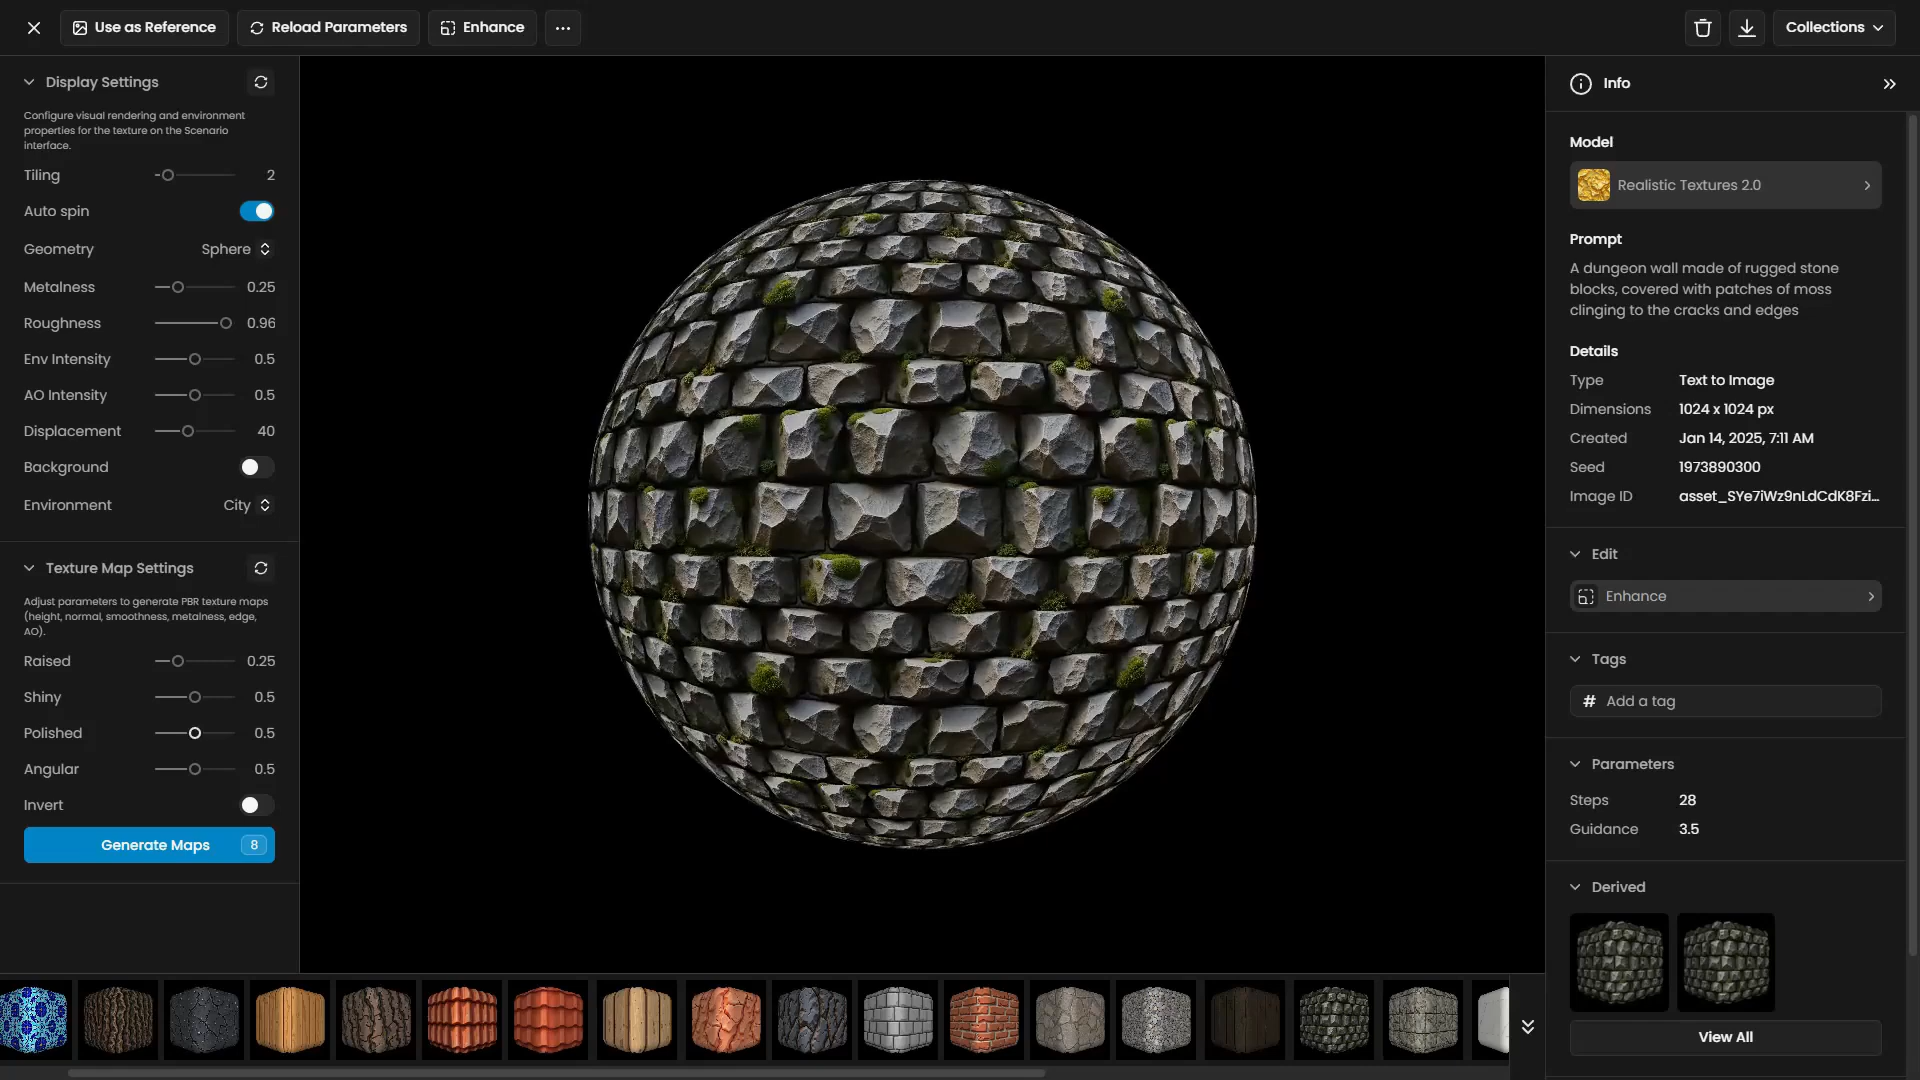 Use as Reference
Reload Parameters
Enhance
Collections
Display Settings
Configure visual rendering and environment
properties for the texture on the Scenario
interface.
Tiling 2
Auto spin
Geometry Sphere
Metalness 0.25
Roughness 0.96
Env Intensity 0.5
AO Intensity 0.5
Displacement 40
Background
Environment City
Texture Map Settings
Adjust parameters to generate PBR texture maps
(height, normal, smoothness, metalness, edge,
AO).
Raised 0.25
Shiny 0.5
Polished 0.5
Angular 0.5
Invert
Generate Maps 8
Info
Model
Realistic Textures 2.0
Prompt
A dungeon wall made of rugged stone
blocks, covered with patches of moss
clinging to the cracks and edges
Details
Type Text to Image
Dimensions 1024 x 1024 px
Created Jan 14, 2025, 7:11 AM
Seed 1973890300
Image ID asset_SYe7iWz9nLdCdK8Fzi...
Edit
Enhance
Tags
# Add a tag
Parameters
Steps 28
Guidance 3.5
Derived
View All